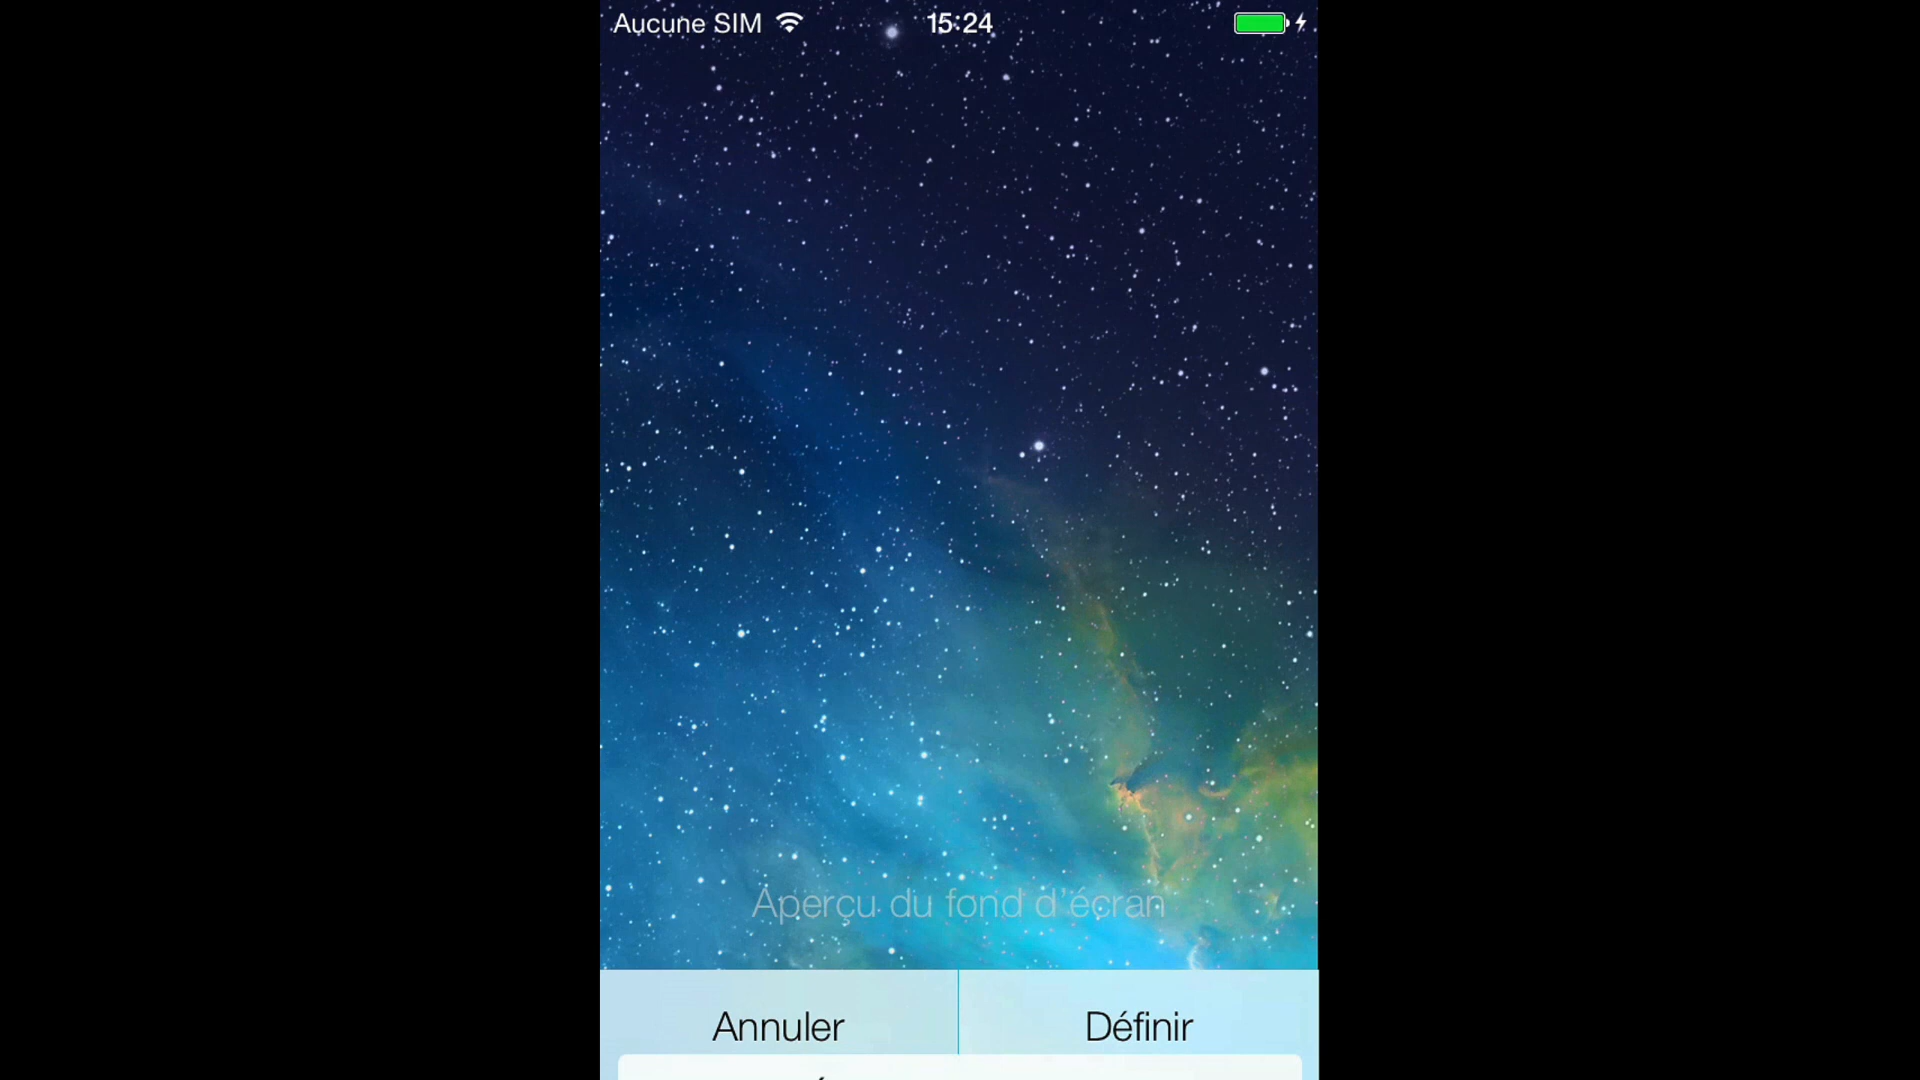 Aucune SIM 15:24
Aperçu du fond d'écran
Annuler Définir